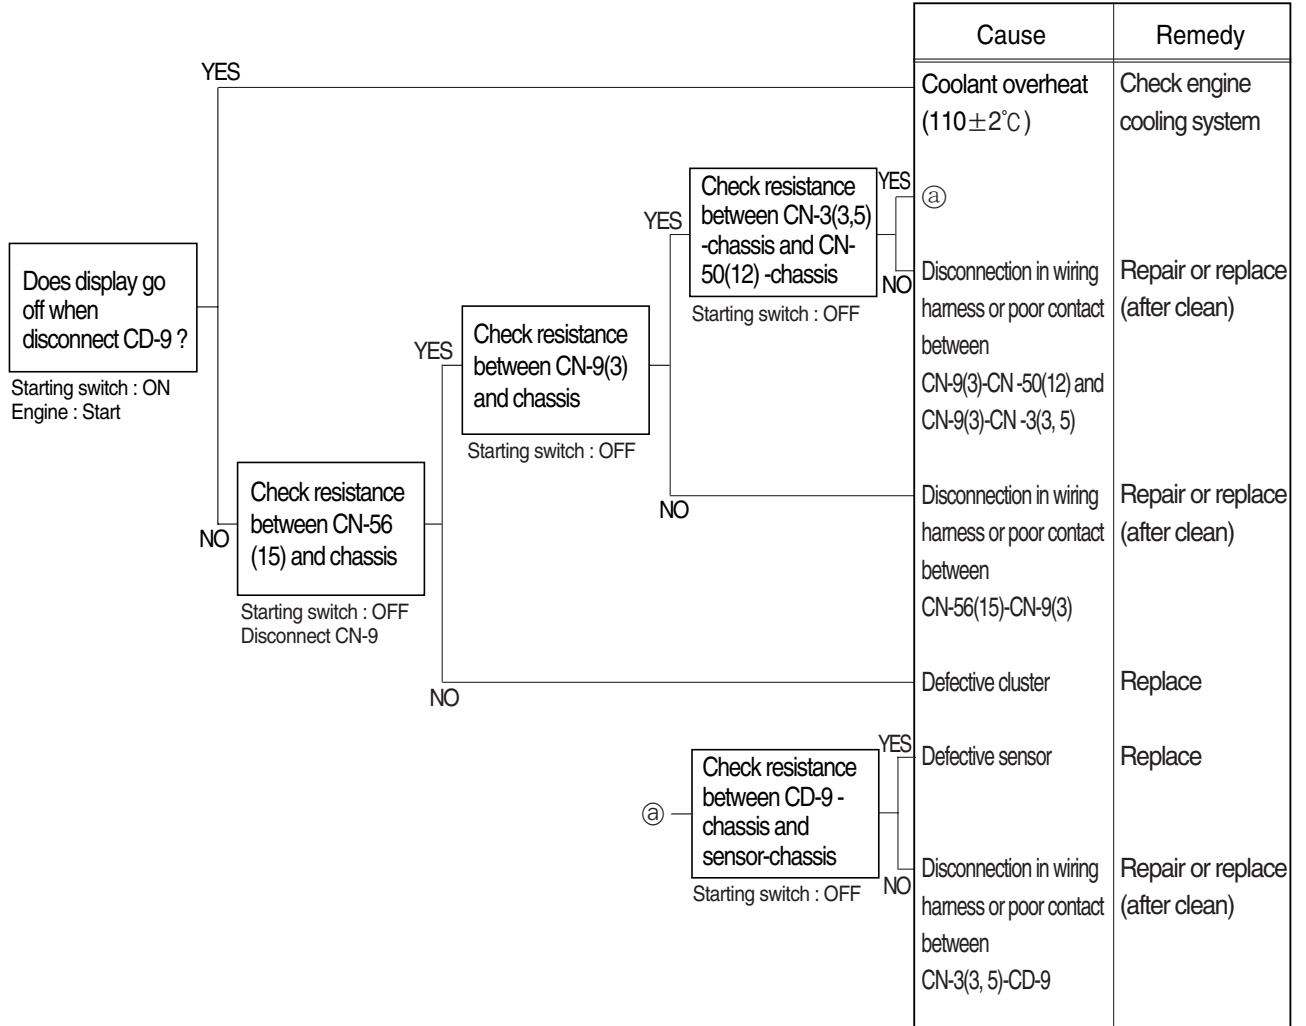 Cause
Remedy
YES
Coolant overheat
(110±2℃)
Check engine
cooling system
Does display go
off when
disconnect CD-9 ?
Starting switch : ON
Engine : Start
NO
Check resistance
between CN-56
(15) and chassis
Starting switch : OFF
Disconnect CN-9
YES
Check resistance
between CN-9(3)
and chassis
Starting switch : OFF
YES
Check resistance
between CN-3(3,5)
-chassis and CN-
50(12) -chassis
Starting switch : OFF
YES
ⓐ
NO
Disconnection in wiring
harness or poor contact
between
CN-9(3)-CN -50(12) and
CN-9(3)-CN -3(3, 5)
Repair or replace
(after clean)
NO
Disconnection in wiring
harness or poor contact
between
CN-56(15)-CN-9(3)
Repair or replace
(after clean)
NO
Defective cluster
Replace
ⓐ
Check resistance
between CD-9 -
chassis and
sensor-chassis
Starting switch : OFF
YES
Defective sensor
Replace
NO
Disconnection in wiring
harness or poor contact
between
CN-3(3, 5)-CD-9
Repair or replace
(after clean)